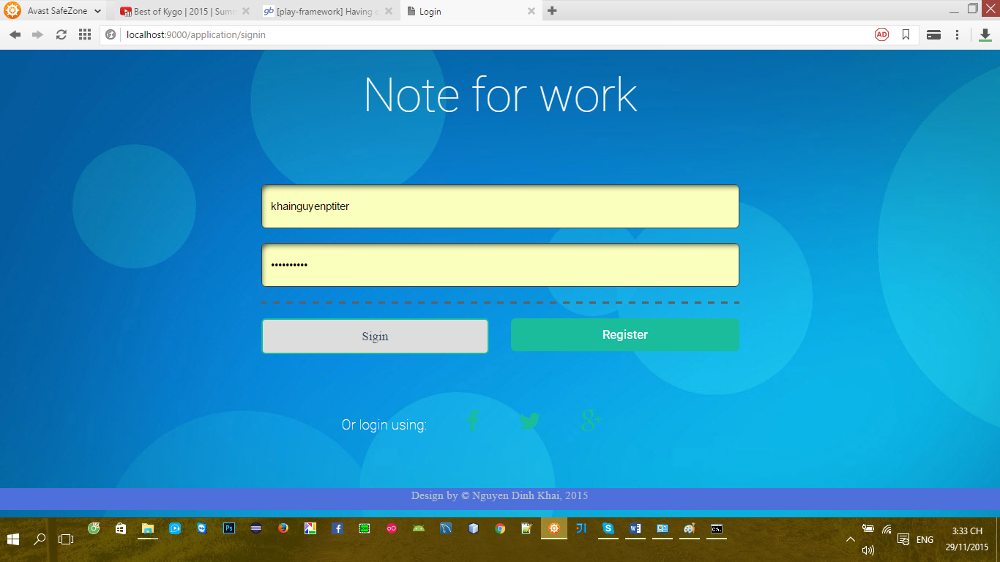 Avast SafeZone
Best of Kygo | 2015 | Sum
[play-framework] Having e
Login
localhost:9000/application/signin
AD
Note for work
khainguyenptiter
••••••••••
Sigin
Register
Or login using:
Design by © Nguyen Dinh Khai, 2015
ENG
3:33 CH
29/11/2015